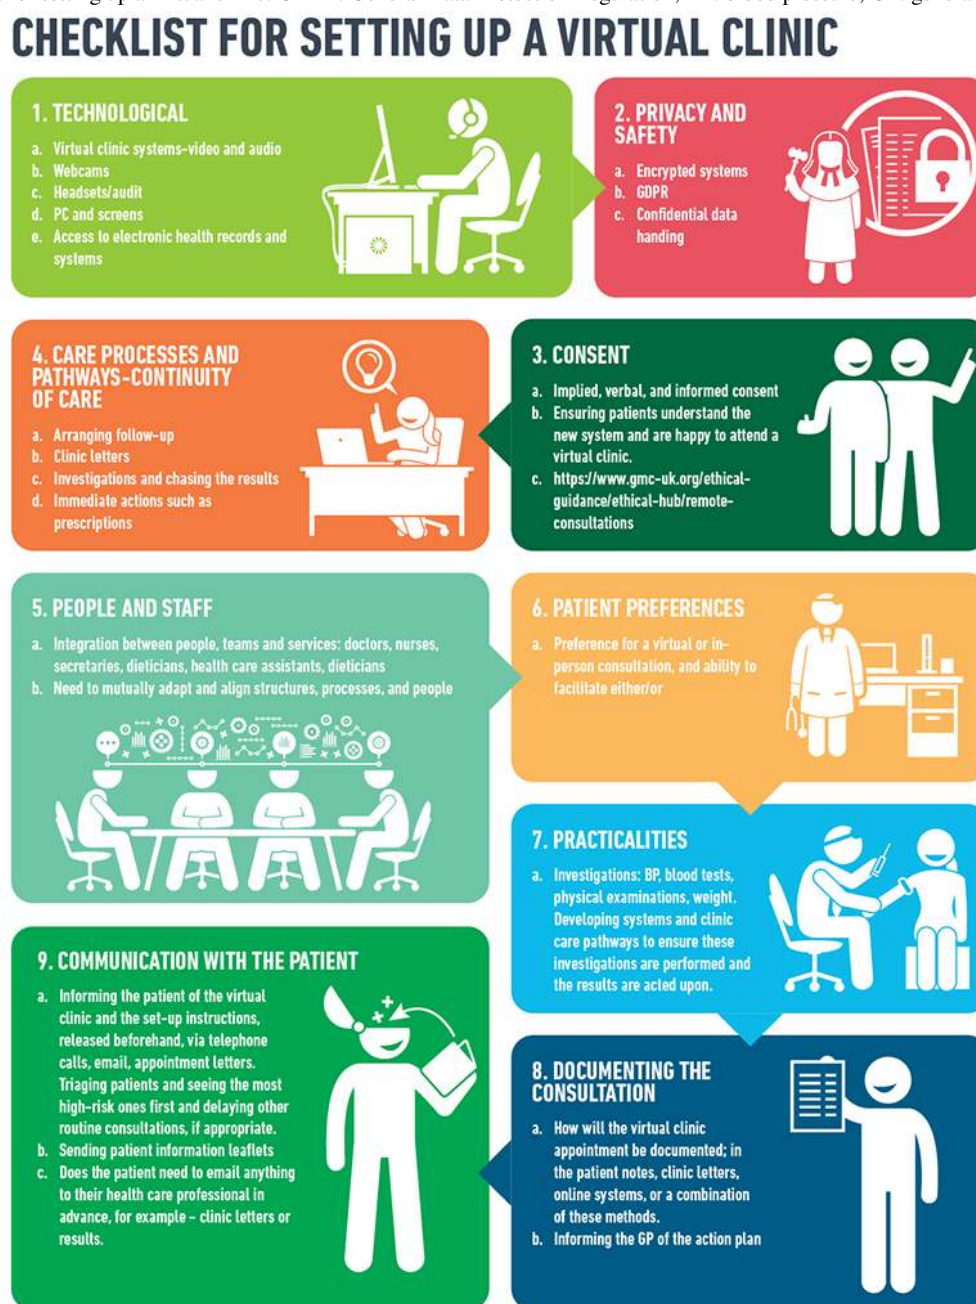 CHECKLIST FOR SETTING UP A VIRTUAL CLINIC
1. TECHNOLOGICAL
a. Virtual clinic systems-video and audio
b. Webcams
c. Headsets/audit
d. PC and screens
e. Access to electronic health records and
systems
2. PRIVACY AND
SAFETY
a. Encrypted systems
b. GDPR
c. Confidential data
handing
3. CONSENT
a. Implied, verbal, and informed consent
b. Ensuring patients understand the
new system and are happy to attend a
virtual clinic.
c. https://www.gmc-uk.org/ethical-
guidance/ethical-hub/remote-
consultations
4. CARE PROCESSES AND
PATHWAYS-CONTINUITY
OF CARE
a. Arranging follow-up
b. Clinic letters
c. Investigations and chasing the results
d. Immediate actions such as
prescriptions
5. PEOPLE AND STAFF
a. Integration between people, teams and services: doctors, nurses,
secretaries, dieticians, health care assistants, dieticians
b. Need to mutually adapt and align structures, processes, and people
6. PATIENT PREFERENCES
a. Preference for a virtual or in-
person consultation, and ability to
facilitate either/or
7. PRACTICALITIES
a. Investigations: BP, blood tests,
physical examinations, weight.
Developing systems and clinic
care pathways to ensure these
investigations are performed and
the results are acted upon.
8. DOCUMENTING THE
CONSULTATION
a. How will the virtual clinic
appointment be documented; in
the patient notes, clinic letters,
online systems, or a combination
of these methods.
b. Informing the GP of the action plan
9. COMMUNICATION WITH THE PATIENT
a. Informing the patient of the virtual
clinic and the set-up instructions,
released beforehand, via telephone
calls, email, appointment letters.
Triaging patients and seeing the most
high-risk ones first and delaying other
routine consultations, if appropriate.
b. Sending patient information leaflets
c. Does the patient need to email anything
to their health care professional in
advance, for example - clinic letters or
results.